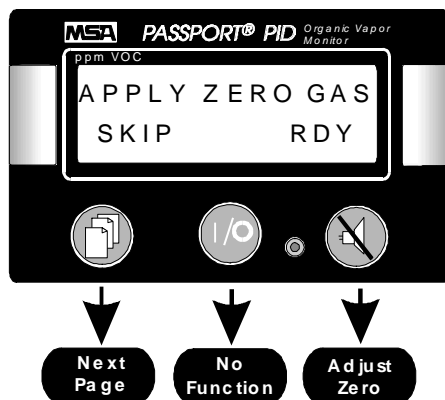 MSA PASSPORT® PID Organic Vapor Monitor
ppm VOC
APPLY ZERO GAS
SKIP RDY
I/O
Next Page
No Function
Adjust Zero